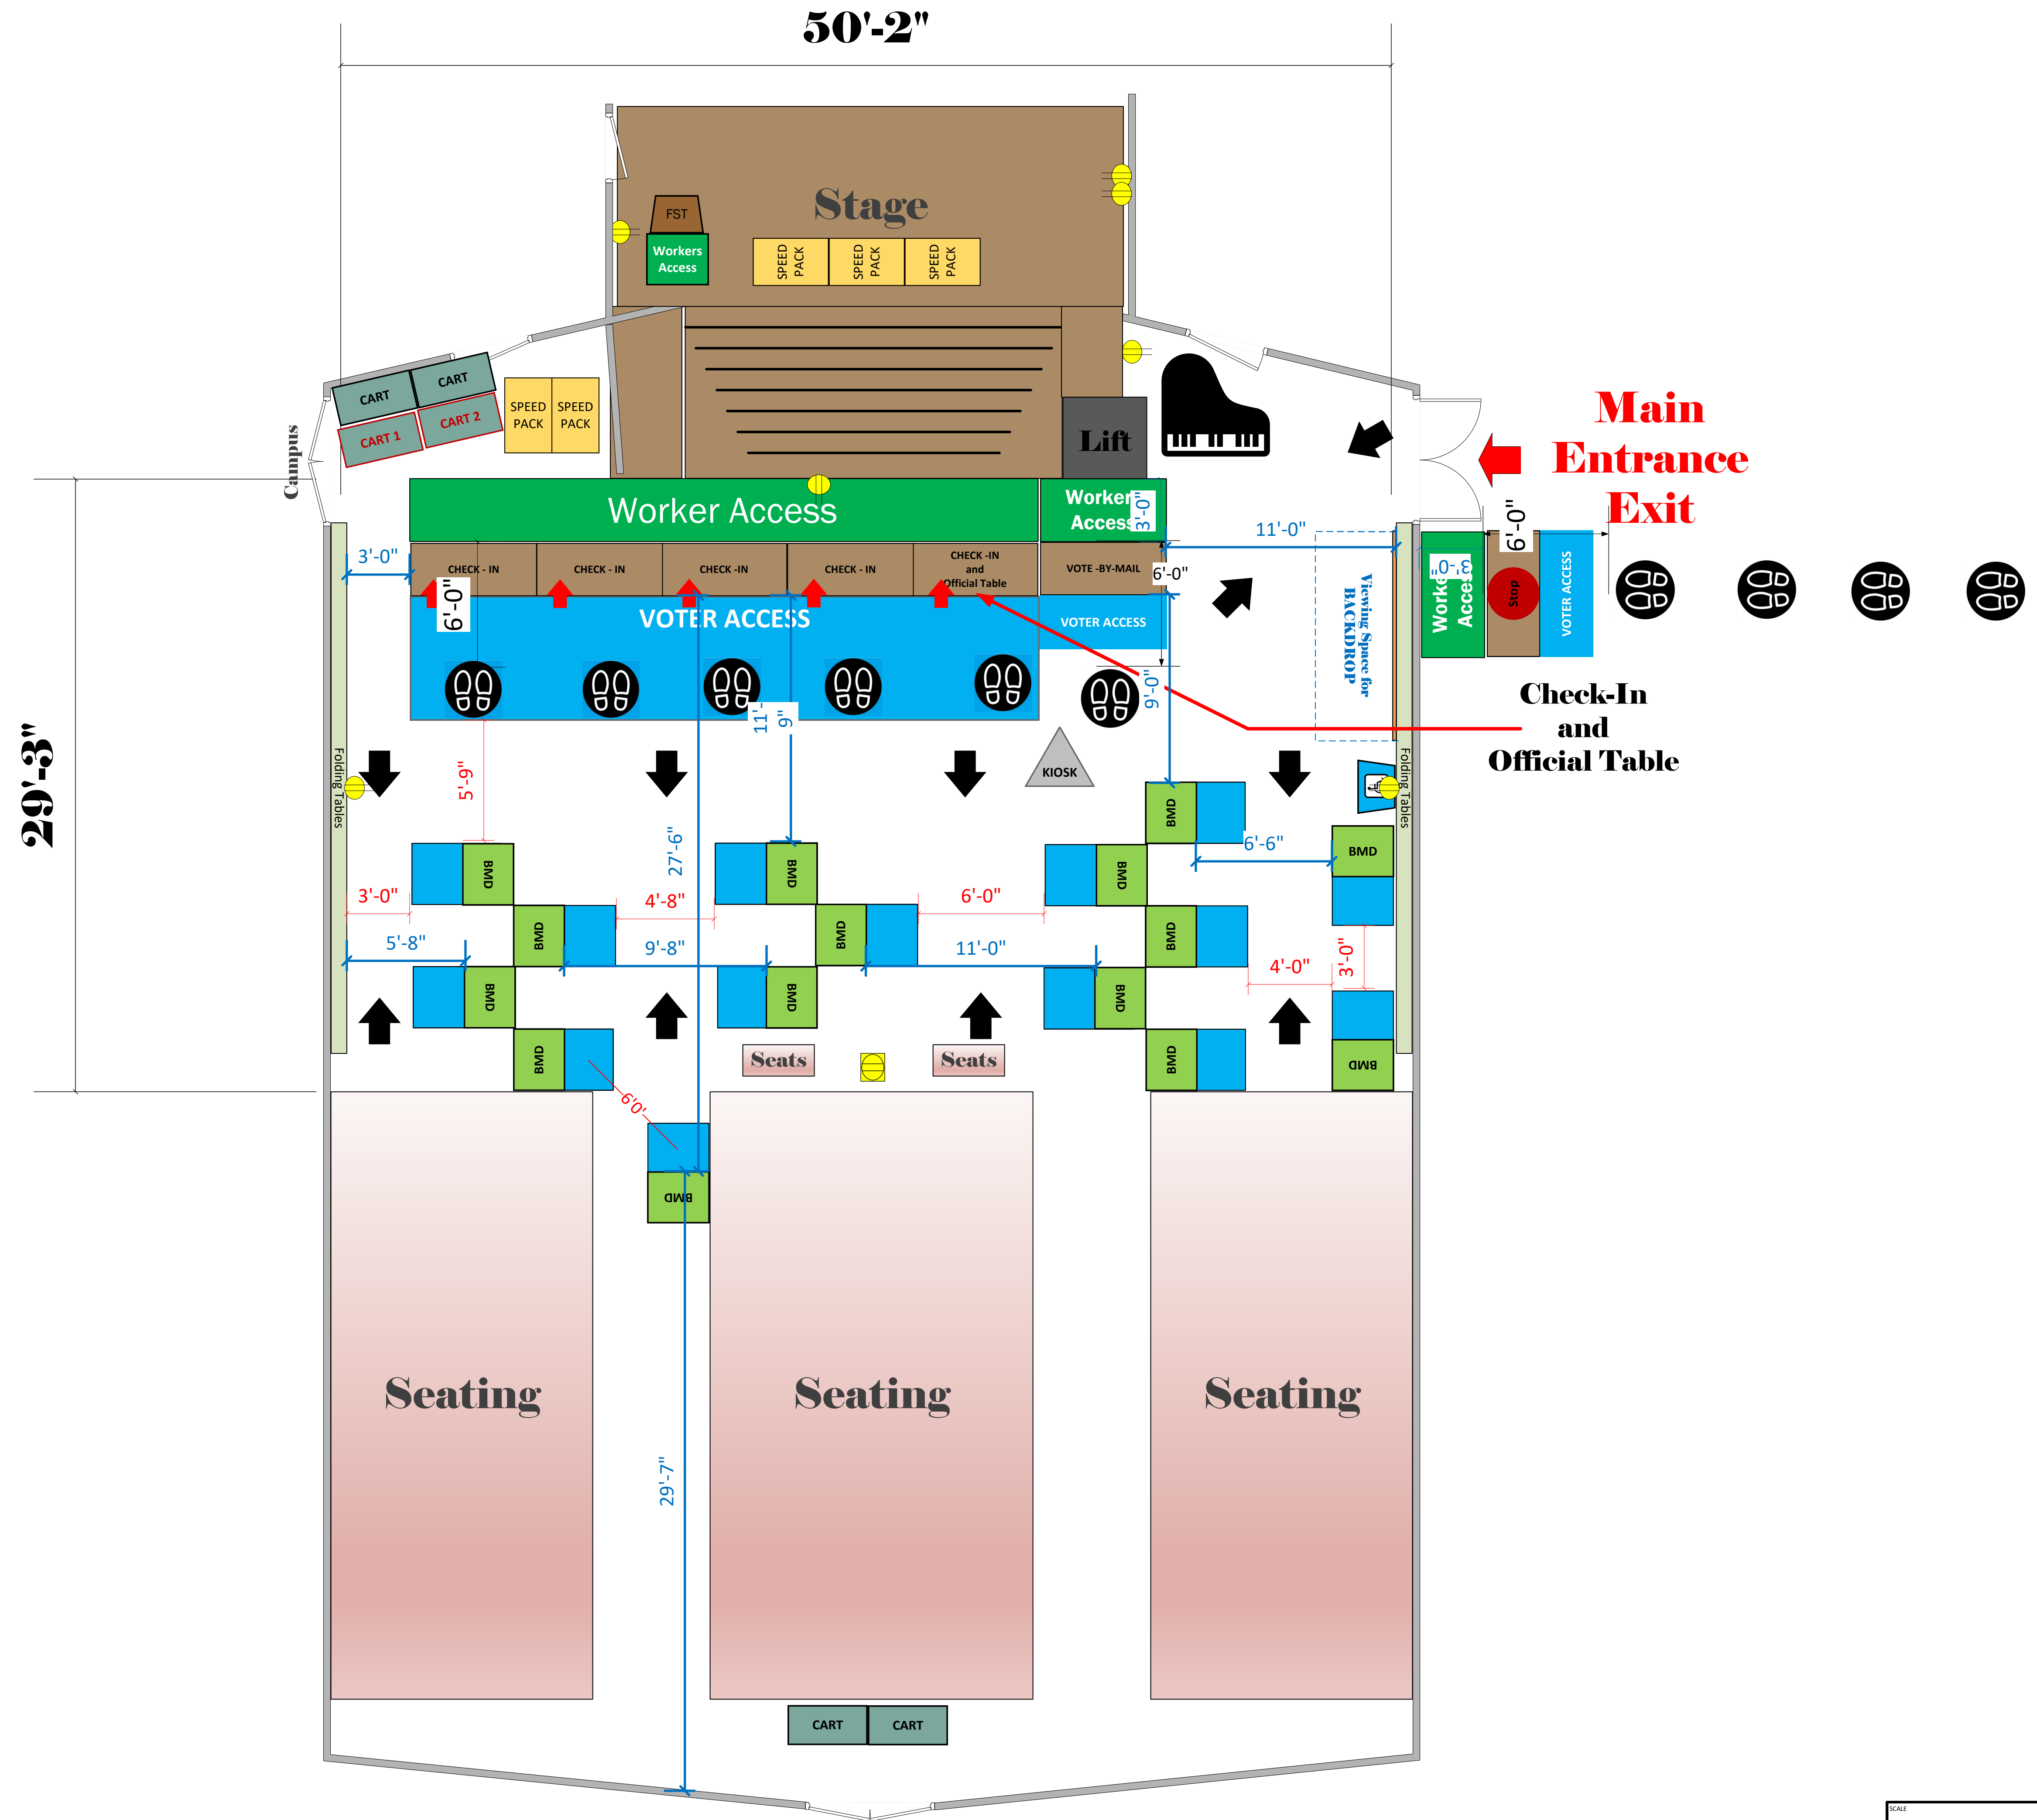 50'-2"
Stage
FST
Workers
Access
SPEED
PACK
SPEED
PACK
SPEED
PACK
CART
CART
CART 1
CART 2
SPEED
PACK
SPEED
PACK
Campus
Lift
Main
Entrance
Exit
Worker Access
Worker
Access
3'-0"
11'-0"
6'-0"
3'-0"
CHECK - IN
CHECK - IN
CHECK -IN
CHECK - IN
CHECK -IN
and
Official Table
VOTE -BY-MAIL
6'-0"
6'-0"
VOTER ACCESS
VOTER ACCESS
Viewing Space for
BACKDROP
Worker
Access
3'-0"
Stop
VOTER ACCESS
Check-In
and
Official Table
29'-3"
Folding Tables
Folding Tables
5'-9"
11'-
9"
9'-0"
KIOSK
27'-6"
BMD
BMD
BMD
BMD
BMD
6'-6"
3'-0"
4'-8"
6'-0"
BMD
BMD
BMD
5'-8"
9'-8"
11'-0"
4'-0"
3'-0"
BMD
BMD
BMD
BMD
BMD
BMD
Seats
Seats
6'0'
BMD
Seating
Seating
Seating
29'-7"
CART
CART
SCALE